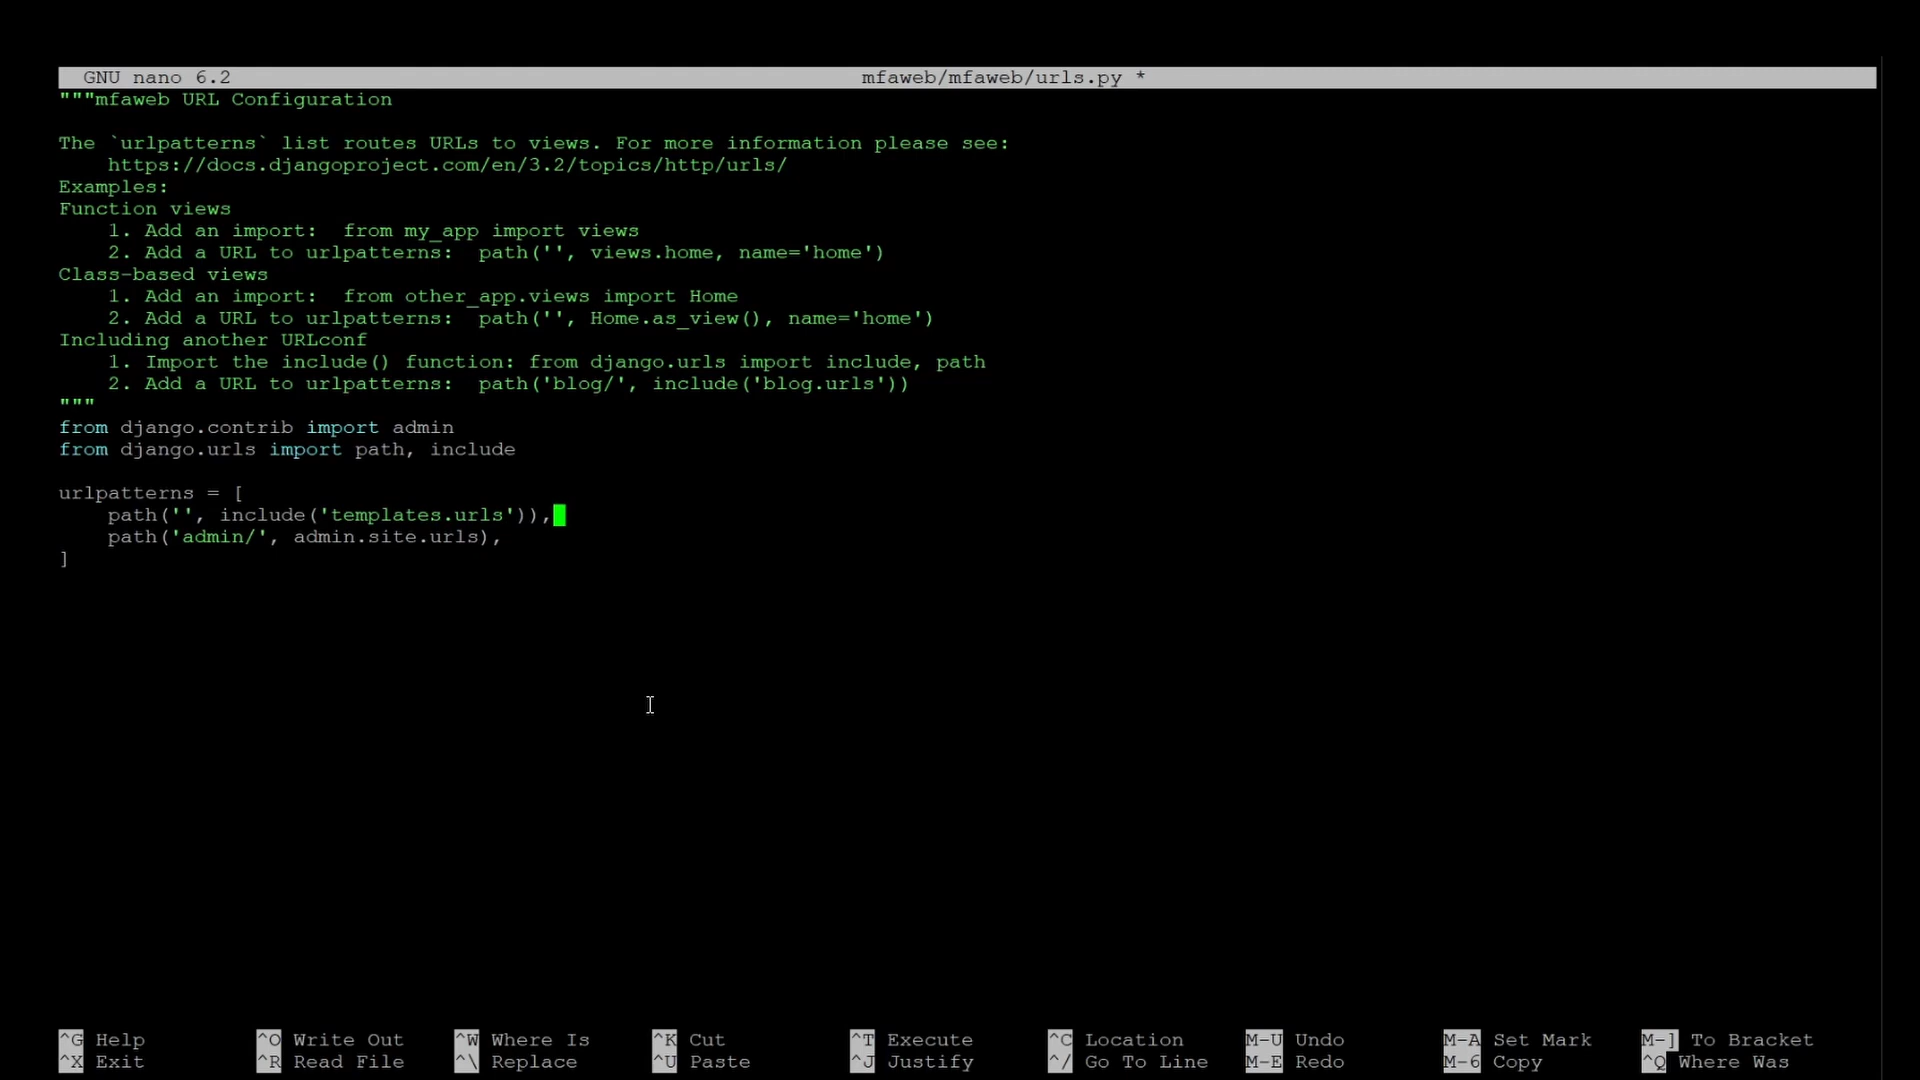 GNU nano 6.2 mfaweb/mfaweb/urls.py *
"""mfaweb URL Configuration
The `urlpatterns` list routes URLs to views. For more information please see:
    https://docs.djangoproject.com/en/3.2/topics/http/urls/
Examples:
Function views
    1. Add an import:  from my_app import views
    2. Add a URL to urlpatterns:  path('', views.home, name='home')
Class-based views
    1. Add an import:  from other_app.views import Home
    2. Add a URL to urlpatterns:  path('', Home.as_view(), name='home')
Including another URLconf
    1. Import the include() function: from django.urls import include, path
    2. Add a URL to urlpatterns:  path('blog/', include('blog.urls'))
"""
from django.contrib import admin
from django.urls import path, include
urlpatterns = [
    path('', include('templates.urls')),
    path('admin/', admin.site.urls),
]
^G Help ^O Write Out ^W Where Is ^K Cut ^T Execute ^C Location M-U Undo M-A Set Mark M-] To Bracket
^X Exit ^R Read File ^\ Replace ^U Paste ^J Justify ^/ Go To Line M-E Redo M-6 Copy ^Q Where Was